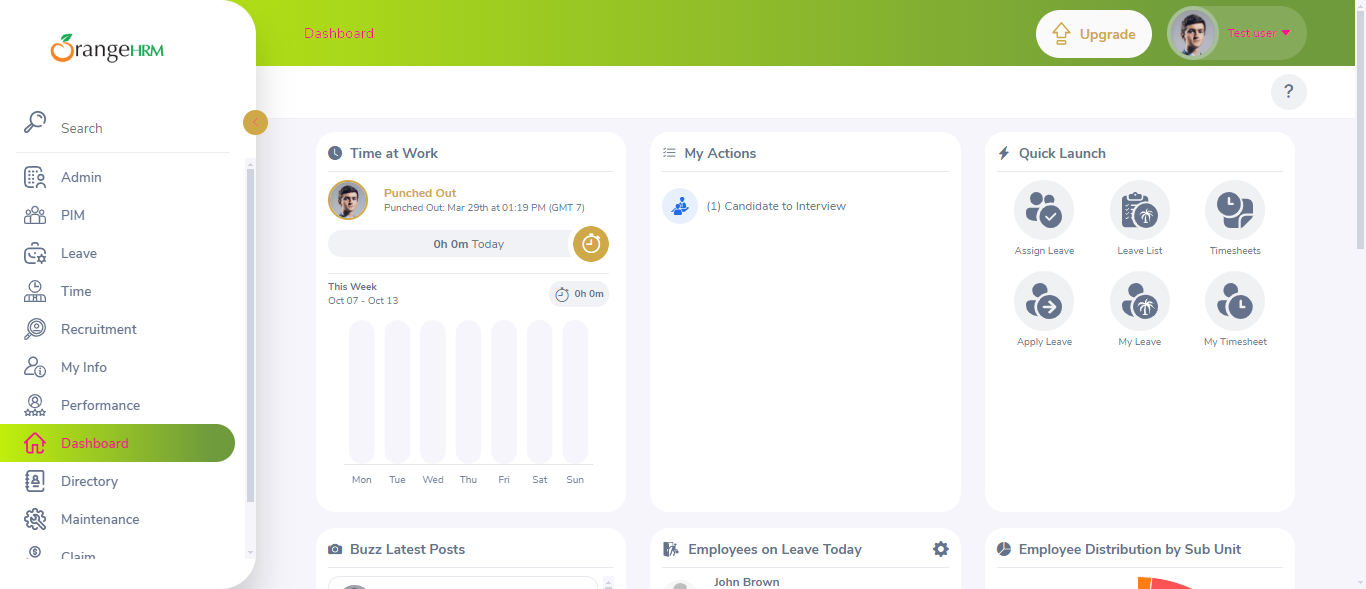 OrangeHRM
Search
Admin
PIM
Leave
Time
Recruitment
My Info
Performance
Dashboard
Directory
Maintenance
Claim
Dashboard
Upgrade
Test user
?
Time at Work
Punched Out
Punched Out: Mar 29th at 01:19 PM (GMT 7)
0h 0m Today
This Week
Oct 07 - Oct 13
0h 0m
Mon Tue Wed Thu Fri Sat Sun
My Actions
(1) Candidate to Interview
Quick Launch
Assign Leave
Leave List
Timesheets
Apply Leave
My Leave
My Timesheet
Buzz Latest Posts
Employees on Leave Today
John Brown
Employee Distribution by Sub Unit